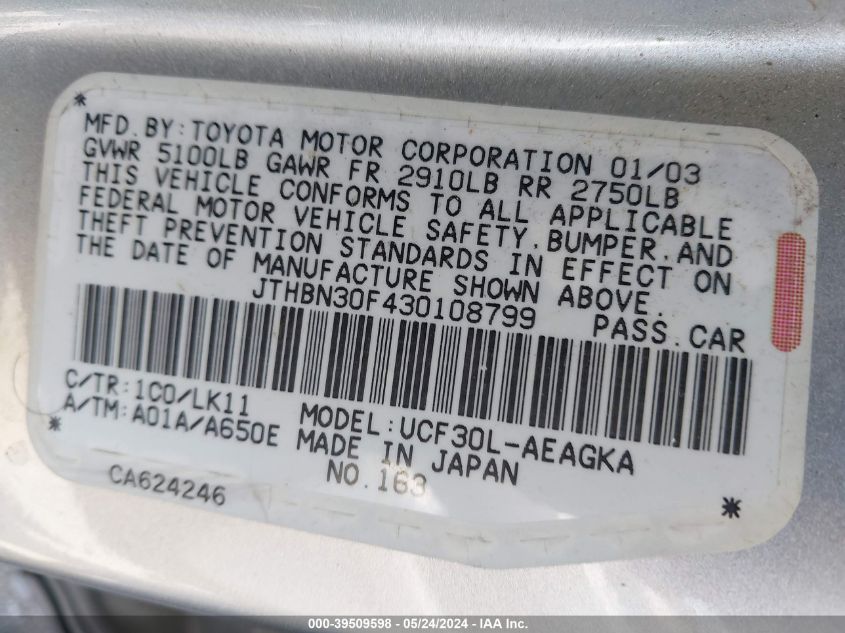 MFD. BY: TOYOTA MOTOR CORPORATION 01/03
GVWR 5100LB GAWR FR 2910LB RR 2750LB
THIS VEHICLE CONFORMS TO ALL APPLICABLE
FEDERAL MOTOR VEHICLE SAFETY, BUMPER, AND
THEFT PREVENTION STANDARDS IN EFFECT ON
THE DATE OF MANUFACTURE SHOWN ABOVE.
JTHBN30F430108799 PASS. CAR
C/TR: 1C0/LK11
A/TM: A01A/A650E
MODEL: UCF30L-AEAGKA
MADE IN JAPAN
NO. 163
CA624246
000-39509598 - 05/24/2024 - IAA Inc.